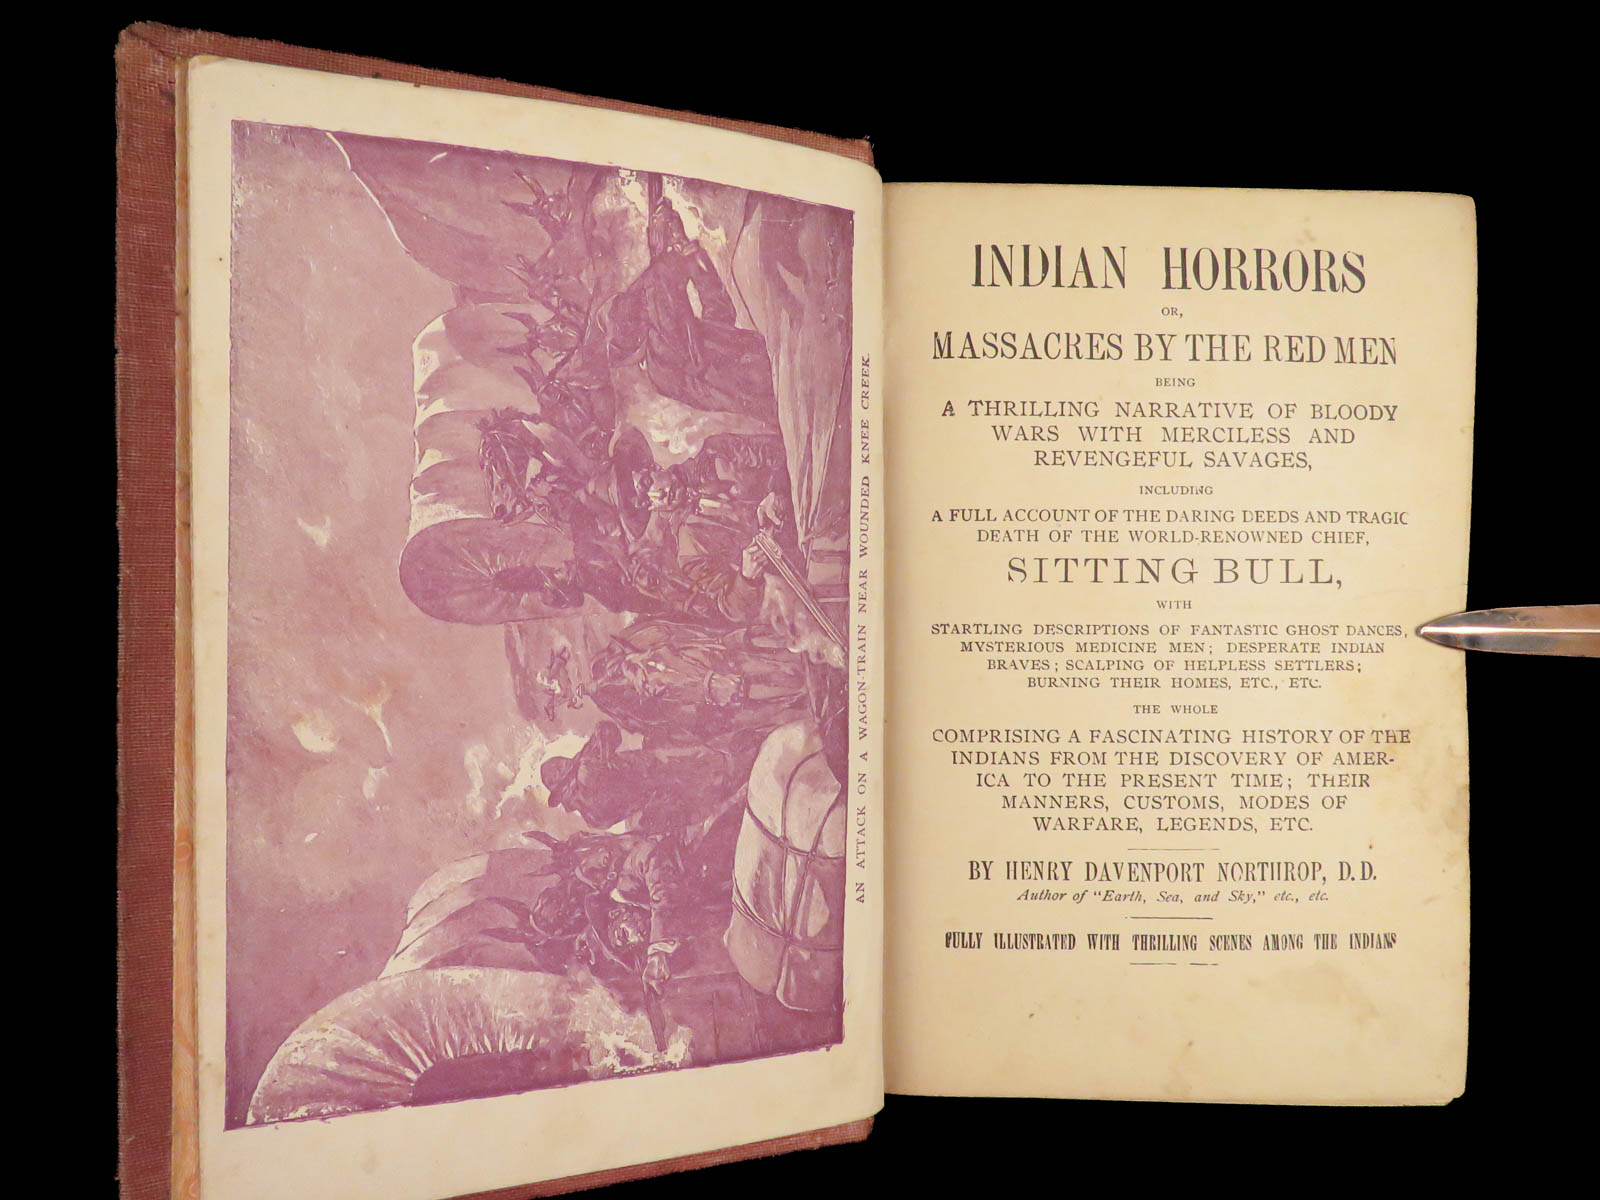 AN ATTACK ON A WAGON-TRAIN NEAR WOUNDED KNEE CREEK.
INDIAN HORRORS
OR,
MASSACRES BY THE RED MEN
BEING
A THRILLING NARRATIVE OF BLOODY
WARS WITH MERCILESS AND
REVENGEFUL SAVAGES,
INCLUDING
A FULL ACCOUNT OF THE DARING DEEDS AND TRAGIC
DEATH OF THE WORLD-RENOWNED CHIEF,
SITTING BULL,
WITH
STARTLING DESCRIPTIONS OF FANTASTIC GHOST DANCES,
MYSTERIOUS MEDICINE MEN; DESPERATE INDIAN
BRAVES; SCALPING OF HELPLESS SETTLERS;
BURNING THEIR HOMES, ETC., ETC.
THE WHOLE
COMPRISING A FASCINATING HISTORY OF THE
INDIANS FROM THE DISCOVERY OF AMER-
ICA TO THE PRESENT TIME; THEIR
MANNERS, CUSTOMS, MODES OF
WARFARE, LEGENDS, ETC.
BY HENRY DAVENPORT NORTHROP, D.D.
Author of "Earth, Sea, and Sky," etc., etc.
FULLY ILLUSTRATED WITH THRILLING SCENES AMONG THE INDIANS